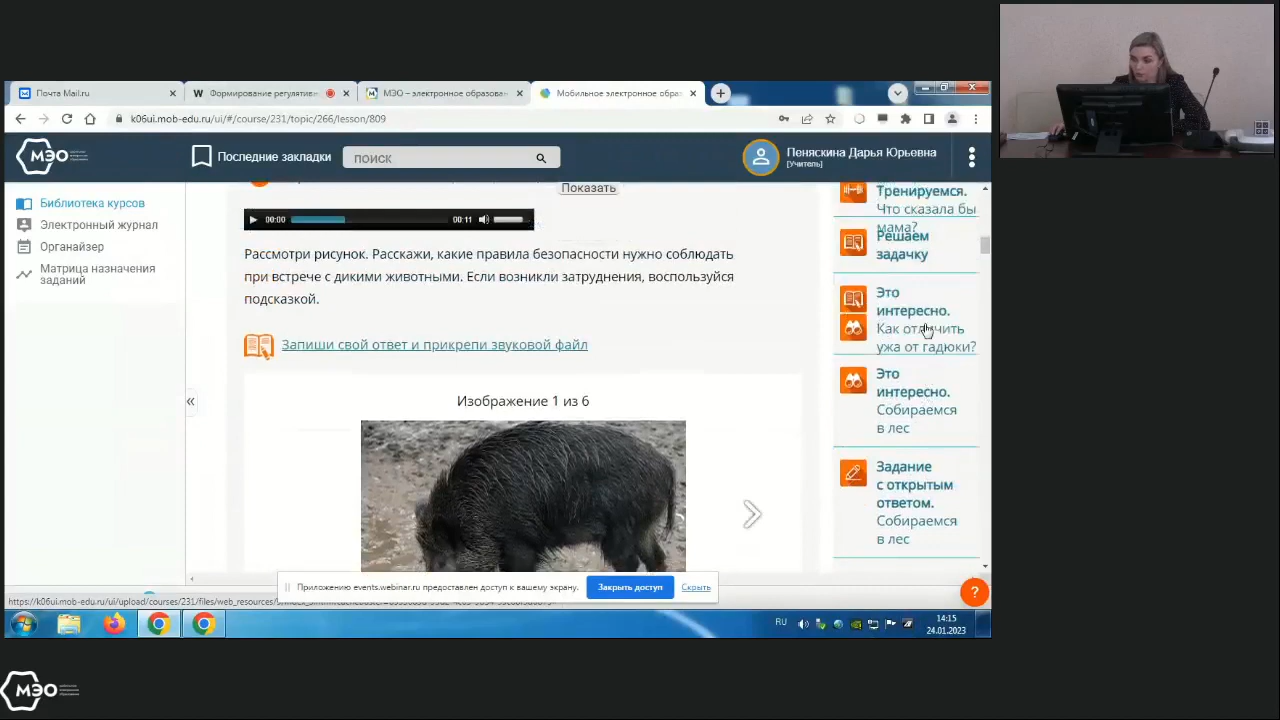 Почта Mail.ru
Формирование регулятивн
МЭО – электронное образован
Мобильное электронное обра
k06ui.mob-edu.ru/ui/#/course/231/topic/266/lesson/809
МЭО
Последние закладки
поиск
Пеняскина Дарья Юрьевна
[Учитель]
Библиотека курсов
Электронный журнал
Органайзер
Матрица назначения
заданий
Показать
00:00
00:11
Рассмотри рисунок. Расскажи, какие правила безопасности нужно соблюдать
при встрече с дикими животными. Если возникли затруднения, воспользуйся
подсказкой.
Запиши свой ответ и прикрепи звуковой файл
Изображение 1 из 6
Тренируемся.
Что сказала бы
мама?
Решаем
задачку
Это
интересно.
Как отличить
ужа от гадюки?
Это
интересно.
Собираемся
в лес
Задание
с открытым
ответом.
Собираемся
в лес
Приложению events.webinar.ru предоставлен доступ к вашему экрану.
Закрыть доступ
Скрыть
?
RU
14:15
24.01.2023
МЭО